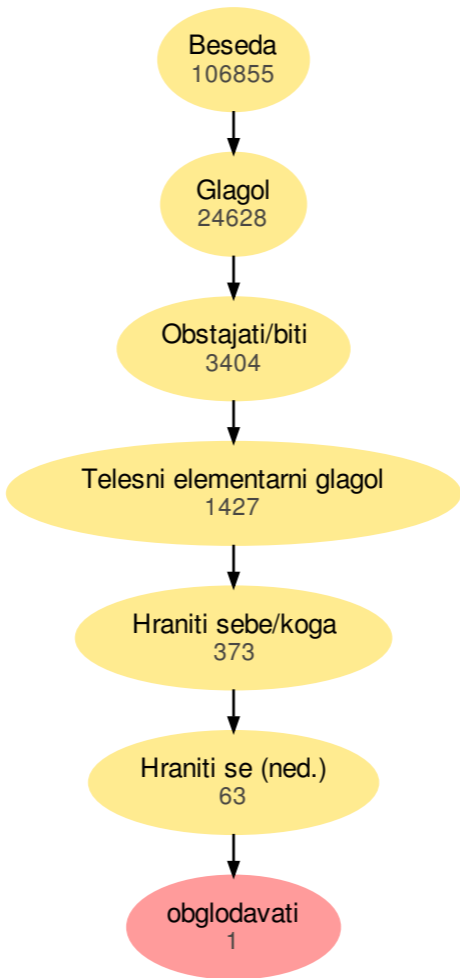 Beseda
106855
Glagol
24628
Obstajati/biti
3404
Telesni elementarni glagol
1427
Hraniti sebe/koga
373
Hraniti se (ned.)
63
obglodavati
1